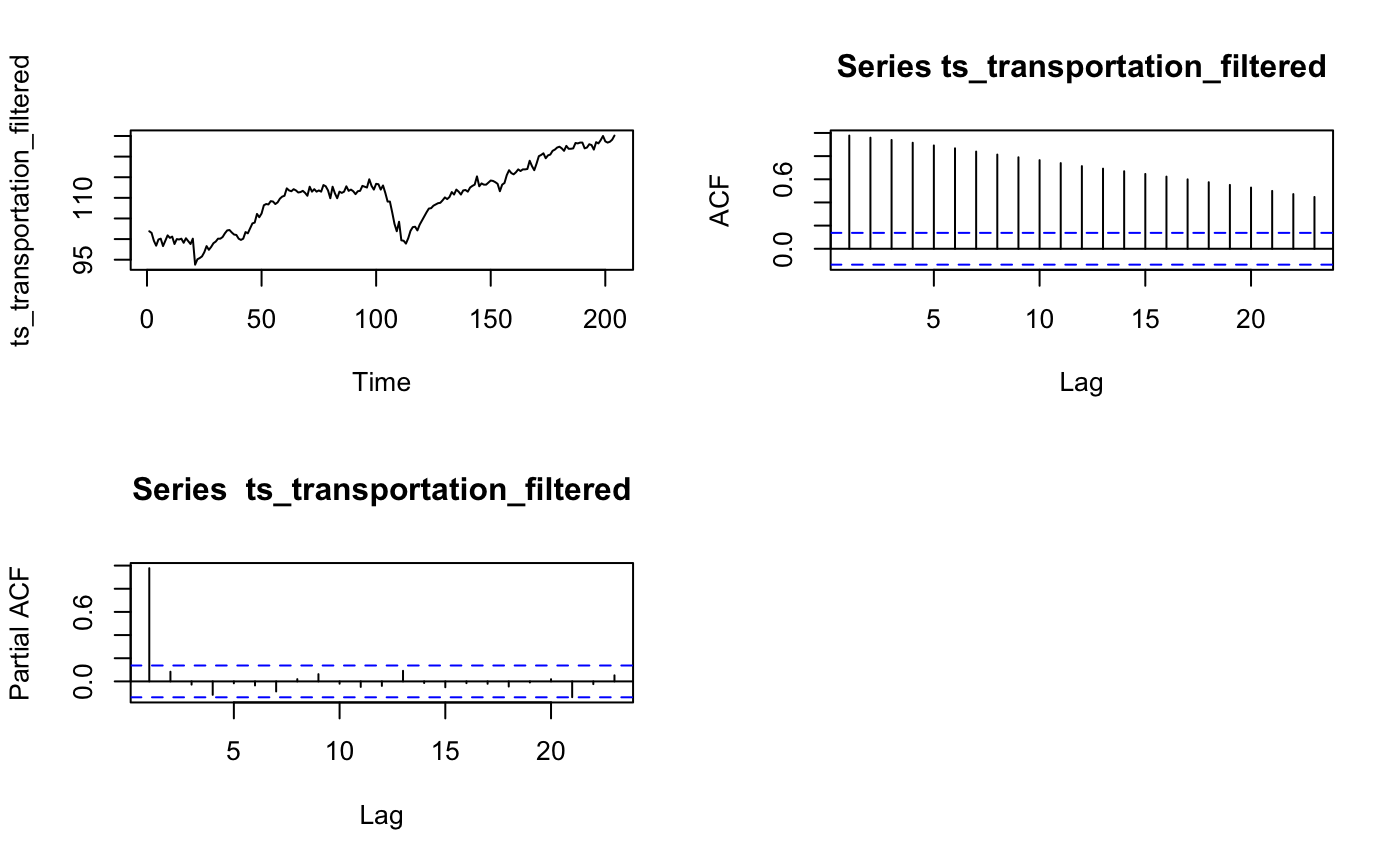 ts_transportation_filtered
95
110
0 50 100 150 200
Time
Series ts_transportation_filtered
ACF
0.0
0.6
5 10 15 20
Lag
Series  ts_transportation_filtered
Partial ACF
0.0
0.6
5 10 15 20
Lag